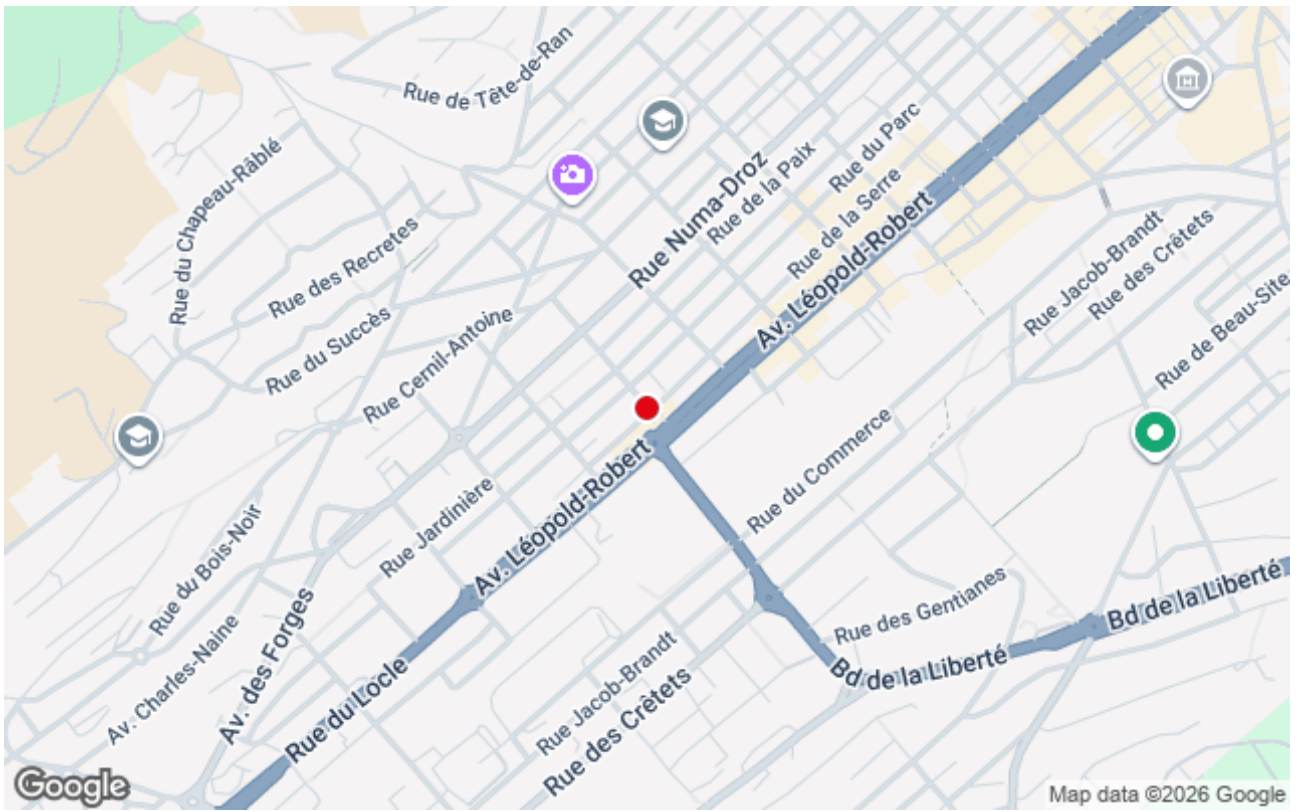 Rue de Tête-de-Ran
Rue du Parc
Rue Numa-Droz
Rue de la Paix
Rue du Chapeau-Râblé
Rue de la Serre
Rue des Recretes
Av. Léopold-Robert
Rue Jacob-Brandt
Rue des Crêtets
Rue du Succès
Rue Cernil-Antoine
Rue de Beau-Site
Av. Léopold-Robert
Rue du Commerce
Rue Jardinière
Rue du Bois-Noir
Rue des Gentianes
Bd de la Liberté
Av. Charles-Naine
Av. des Forges
Rue du Locle
Bd de la Liberté
Rue Jacob-Brandt
Rue des Crêtets
Google
Map data ©2026 Google